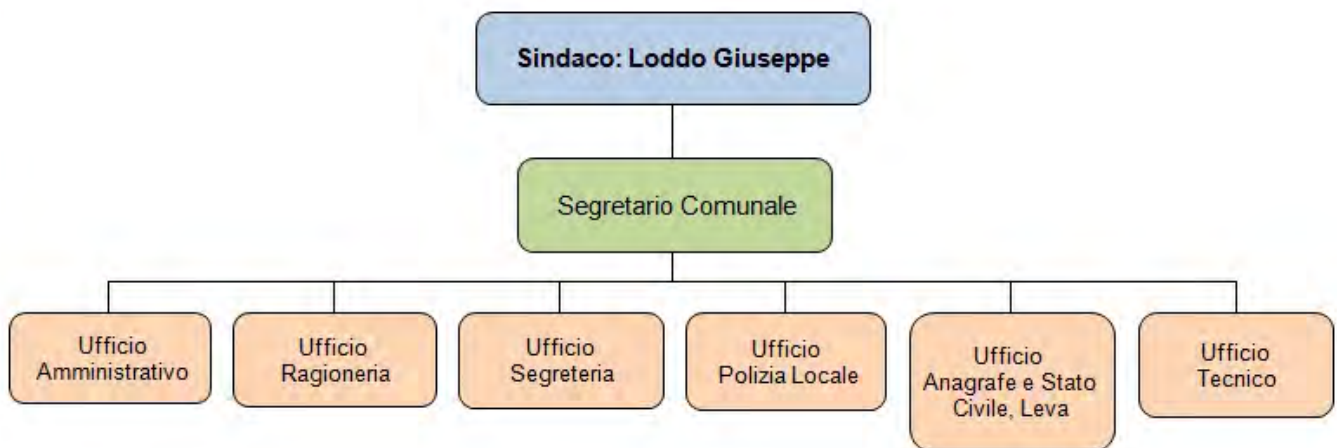 Sindaco: Loddo Giuseppe
Segretario Comunale
Ufficio
Amministrativo
Ufficio
Ragioneria
Ufficio
Segreteria
Ufficio
Polizia Locale
Ufficio
Anagrafe e Stato
Civile, Leva
Ufficio
Tecnico